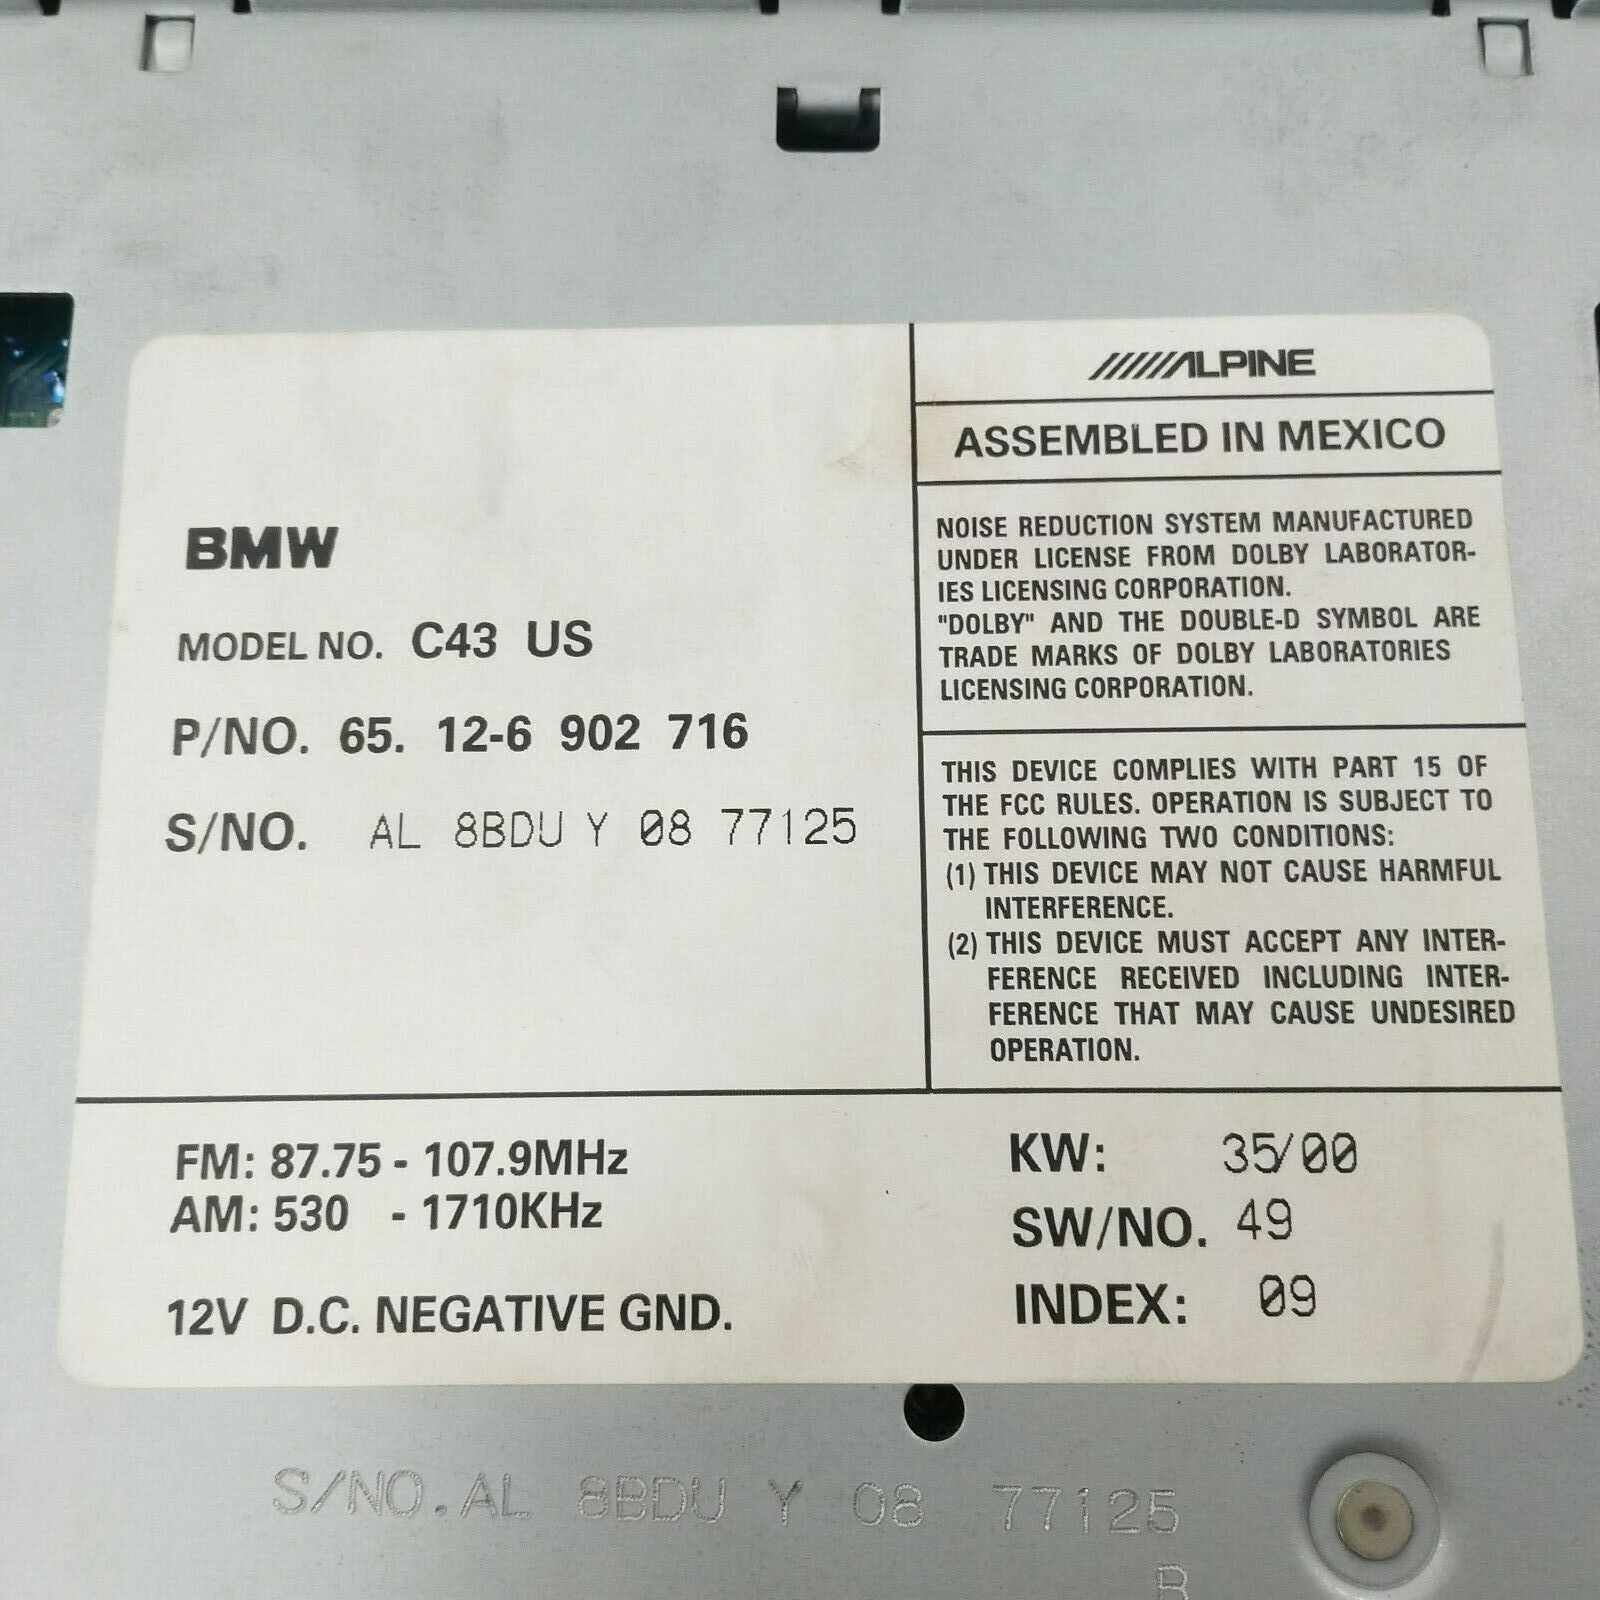 ALPINE
ASSEMBLED IN MEXICO
NOISE REDUCTION SYSTEM MANUFACTURED
UNDER LICENSE FROM DOLBY LABORATOR-
IES LICENSING CORPORATION.
"DOLBY" AND THE DOUBLE-D SYMBOL ARE
TRADE MARKS OF DOLBY LABORATORIES
LICENSING CORPORATION.
BMW
MODEL NO. C43 US
P/NO. 65. 12-6 902 716
S/NO. AL 8BDU Y 08 77125
THIS DEVICE COMPLIES WITH PART 15 OF
THE FCC RULES. OPERATION IS SUBJECT TO
THE FOLLOWING TWO CONDITIONS:
(1) THIS DEVICE MAY NOT CAUSE HARMFUL
INTERFERENCE.
(2) THIS DEVICE MUST ACCEPT ANY INTER-
FERENCE RECEIVED INCLUDING INTER-
FERENCE THAT MAY CAUSE UNDESIRED
OPERATION.
FM: 87.75 - 107.9MHz
AM: 530 - 1710KHz
12V D.C. NEGATIVE GND.
KW: 35/00
SW/NO. 49
INDEX: 09
S/NO. AL 8BDU Y 08 77125